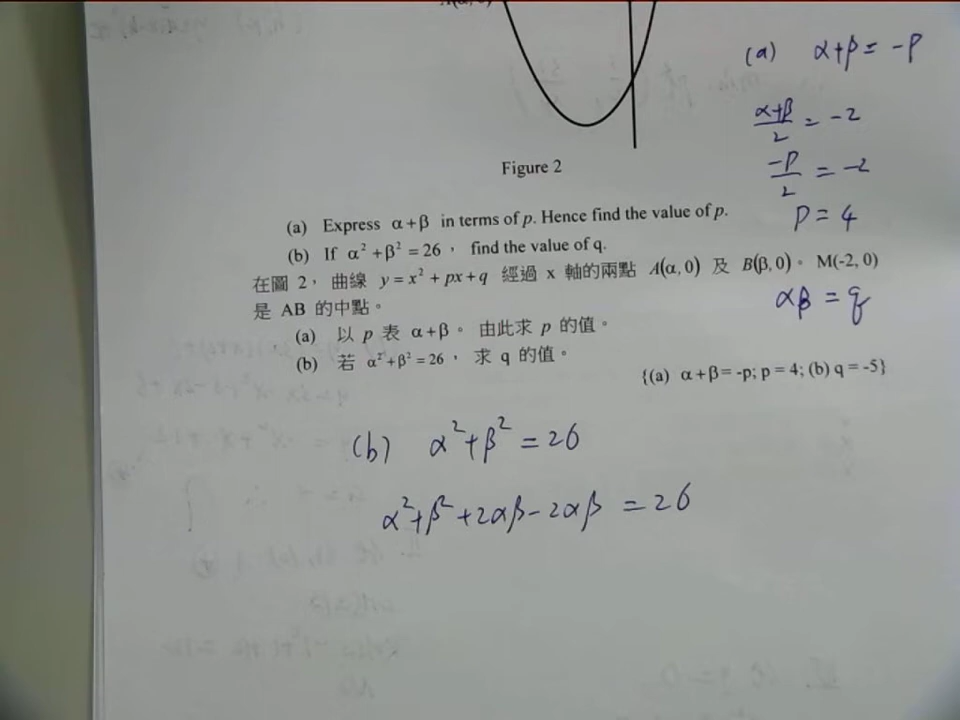 Figure 2
(a) Express α+β in terms of p. Hence find the value of p.
(b) If α² + β² = 26 , find the value of q.
在圖 2，曲線 y = x² + px + q 經過 x 軸的兩點 A(α, 0) 及 B(β, 0)。M(-2, 0)
是 AB 的中點。
(a) 以 p 表 α+β。由此求 p 的值。
(b) 若 α² + β² = 26 ，求 q 的值。
{(a) α + β = -p; p = 4; (b) q = -5}
(a) α+β = -P
(α+β)/2 = -2
-P/2 = -2
P = 4
αβ = q
(b) α²+β² = 26
α²+β²+2αβ-2αβ = 26